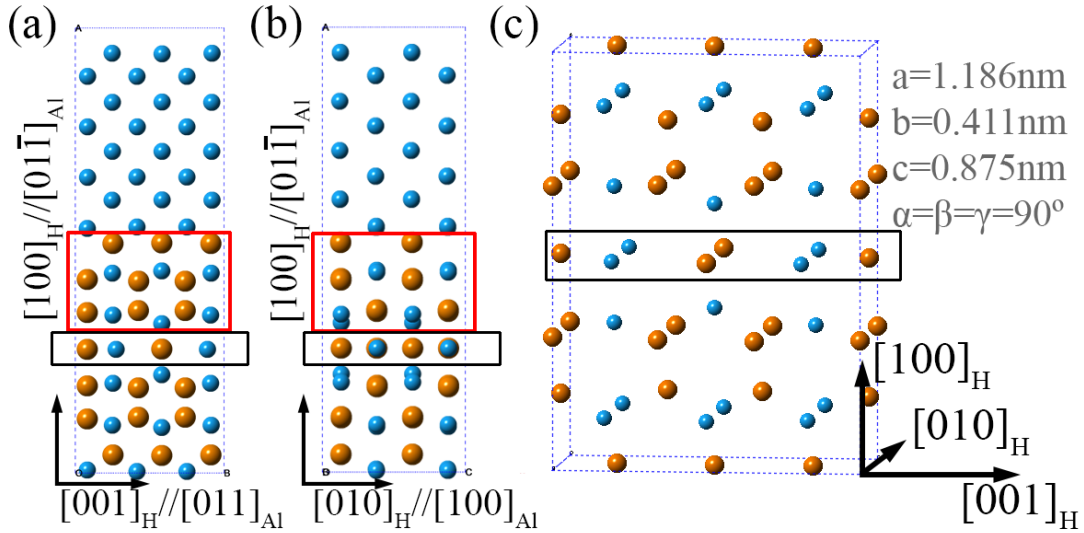 (a)
(b)
(c)
A
A
[100]H//[011̄]Al
[100]H//[011̄]Al
a=1.186nm
b=0.411nm
c=0.875nm
α=β=γ=90º
[100]H
[010]H
[001]H
B
D
C
[001]H//[011]Al
[010]H//[100]Al